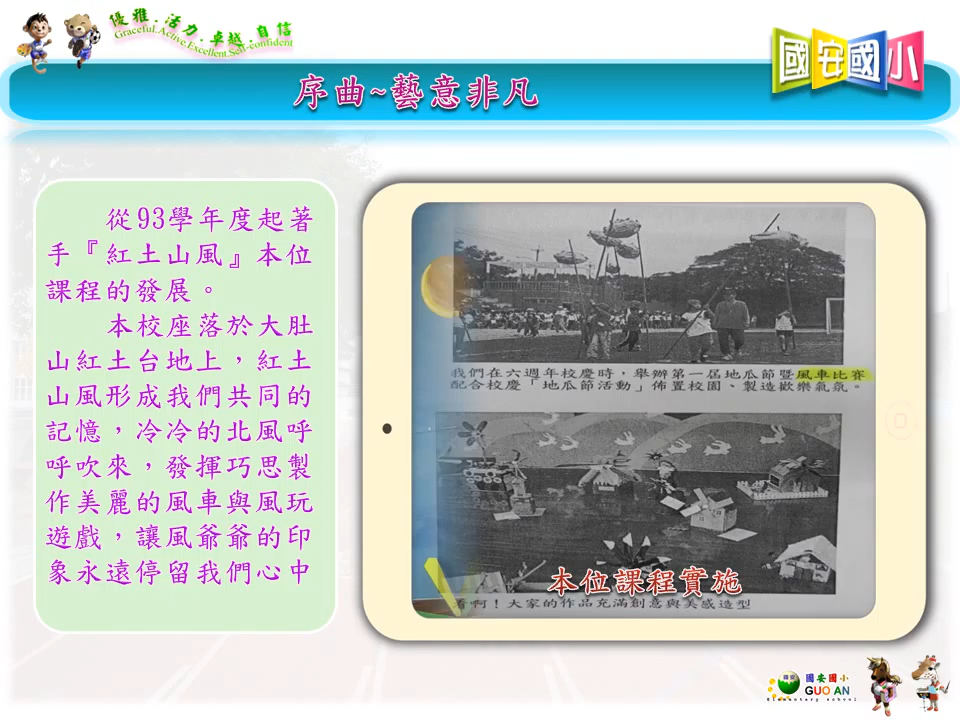 優雅.活力.卓越.自信
Graceful.Active.Excellent.Self-confident
國安國小
序曲~藝意非凡
從93學年度起著
手『紅土山風』本位
課程的發展。
本校座落於大肚
山紅土台地上，紅土
山風形成我們共同的
記憶，冷冷的北風呼
呼吹來，發揮巧思製
作美麗的風車與風玩
遊戲，讓風爺爺的印
象永遠停留我們心中
我們在六週年校慶時，舉辦第一屆地瓜節暨風車比賽
配合校慶「地瓜節活動」佈置校園、製造歡樂氣氛。
本位課程實施
看啊！大家的作品充滿創意與美感造型
國安
國安國小
GUO AN
Elementary school